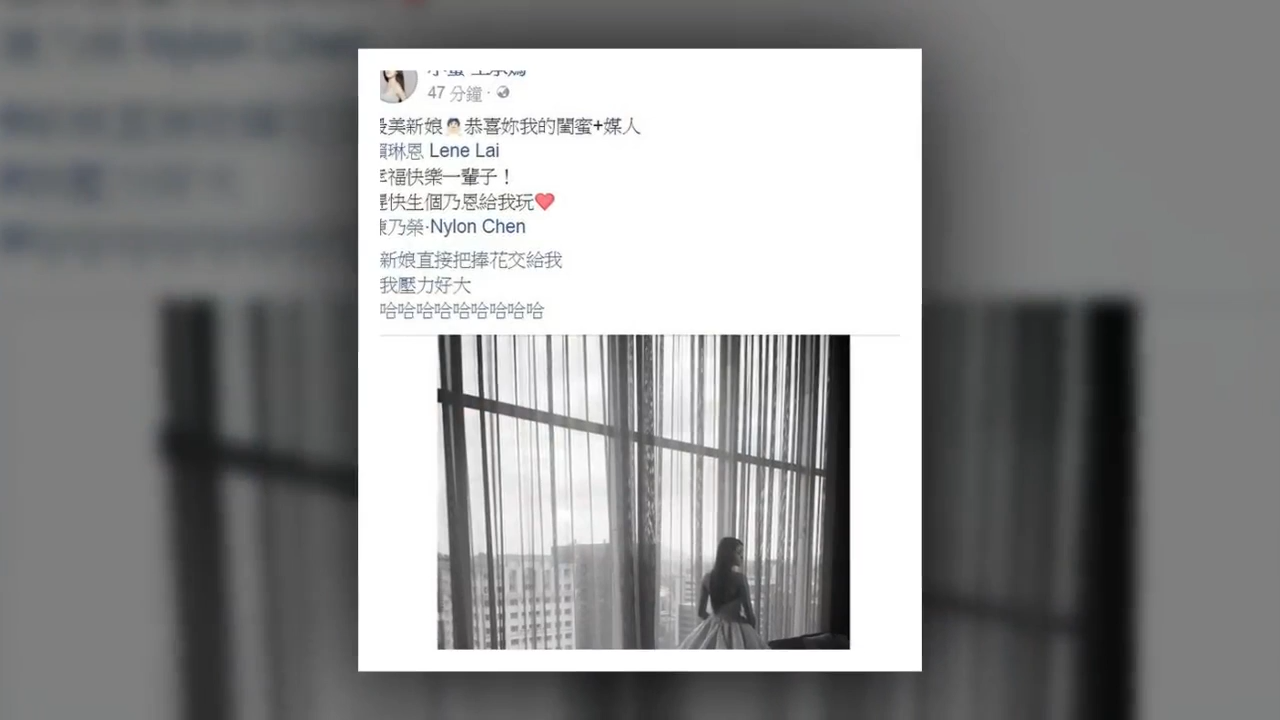 47 分鐘
美新娘👰🏻恭喜妳我的閨蜜+媒人
琳恩 Lene Lai
福快樂一輩子！
快生個乃恩給我玩❤️
乃榮·Nylon Chen
新娘直接把捧花交給我
我壓力好大
哈哈哈哈哈哈哈哈哈